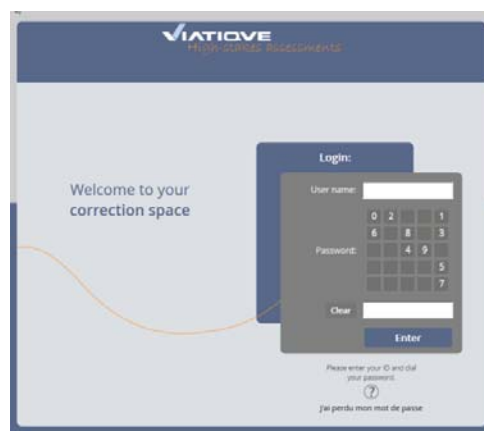 VIATIQUE
High-stakes assessments
Login:
Welcome to your
correction space
User name:
0 2 1
6 8 3
Password:
4 9
5
7
Clear
Enter
Please enter your ID and dial
your password.
?
J'ai perdu mon mot de passe